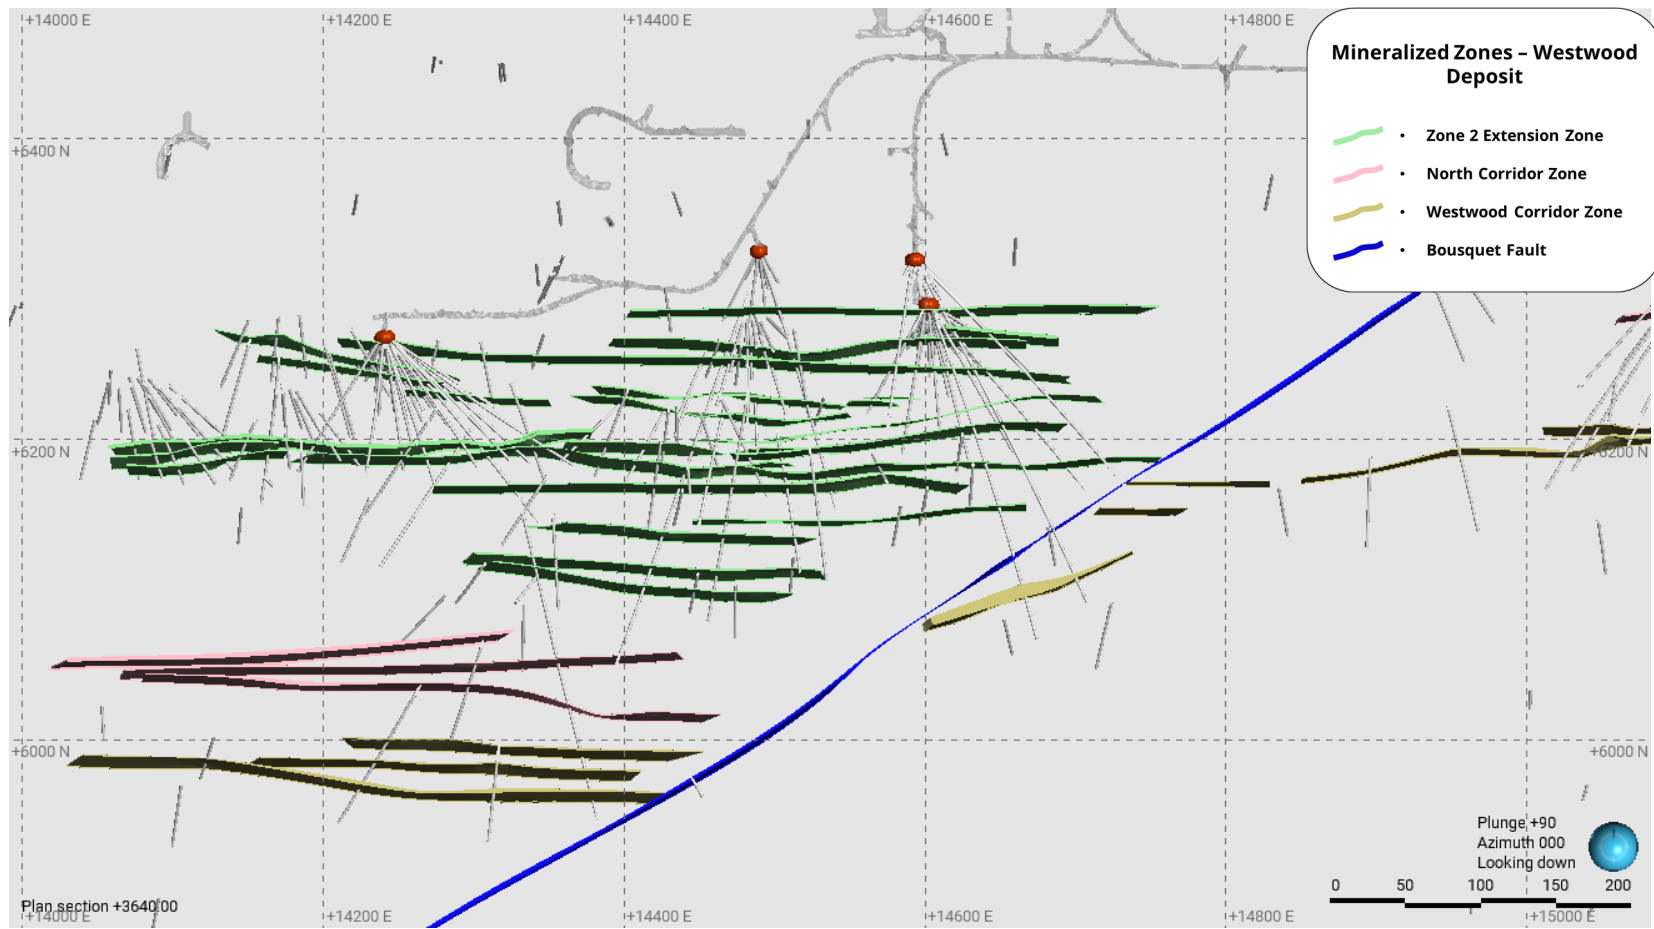 +14000 E
+14200 E
+14400 E
+14600 E
+14800 E
Mineralized Zones – Westwood
Deposit
• Zone 2 Extension Zone
• North Corridor Zone
• Westwood Corridor Zone
• Bousquet Fault
+6400 N
+6200 N
+6200 N
+6000 N
+6000 N
Plunge +90
Azimuth 000
Looking down
0 50 100 150 200
Plan section +3640.00
+14000 E
+14200 E
+14400 E
+14600 E
+14800 E
+15000 E